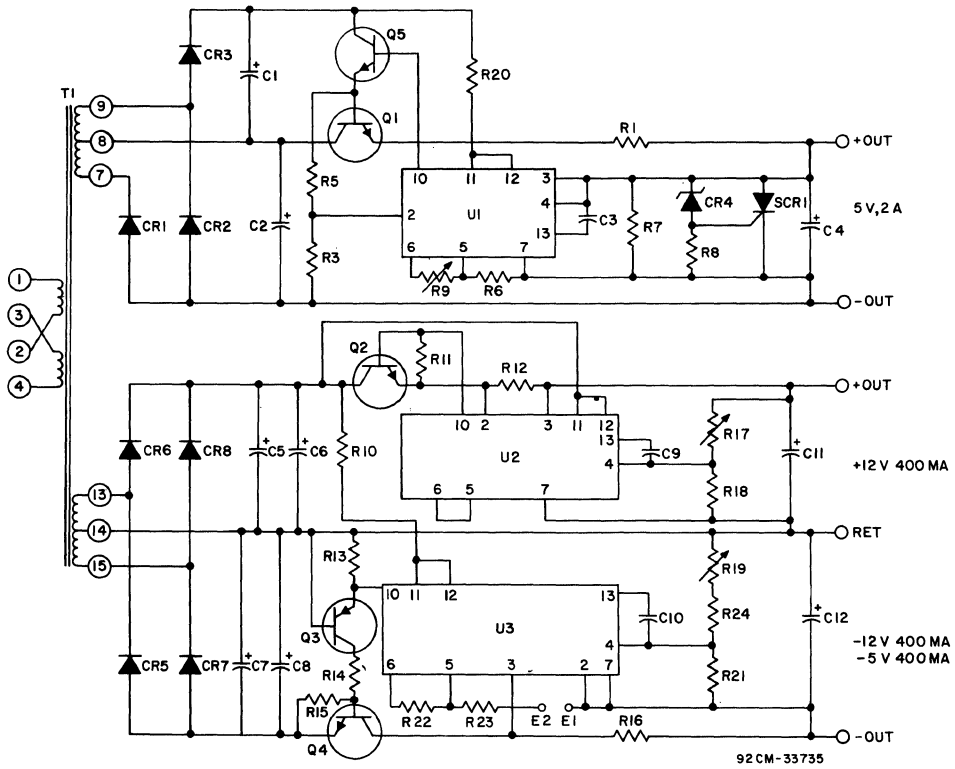 Q5
CR3
C1
R20
T1
9
Q1
8
R1
+OUT
7
10
11
12
3
R5
4
CR4
SCR1
5 V, 2 A
2
U1
C3
R7
C4
CR1
CR2
C2
13
R8
6
5
7
R3
R9
R6
1
-OUT
3
Q2
R11
2
R12
4
+OUT
10
2
3
11
12
R17
13
CR6
CR8
C5
C6
R10
C9
C11
U2
4
+12 V 400 MA
6
5
7
R18
13
14
RET
R13
15
R19
10
11
12
13
R24
C10
C12
Q3
U3
4
-12 V 400 MA
-5 V 400 MA
CR5
CR7
C7
C8
R14
6
5
3
2
7
R21
R15
R22
R23
E2
E1
R16
Q4
-OUT
92CM-33735